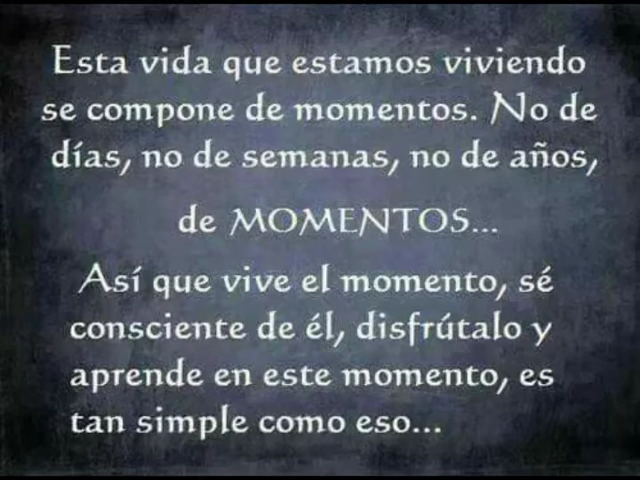 Esta vida que estamos viviendo
se compone de momentos. No de
días, no de semanas, no de años,
de MOMENTOS...
Así que vive el momento, sé
consciente de él, disfrútalo y
aprende en este momento, es
tan simple como eso...